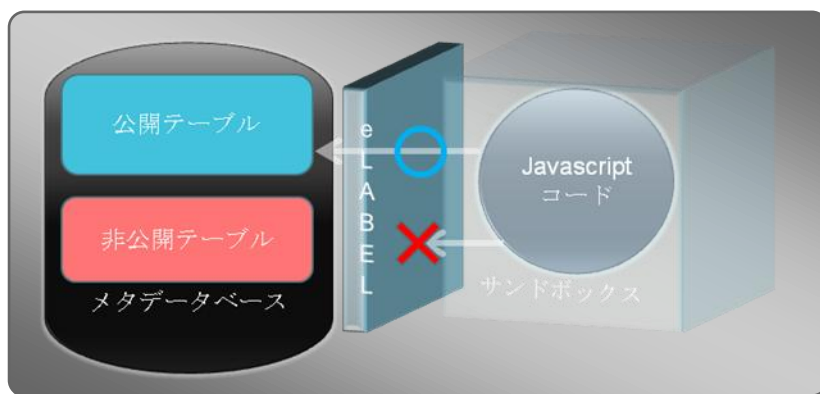 公開テーブル
非公開テーブル
メタデータベース
eLABEL
Javascript
コード
サンドボックス